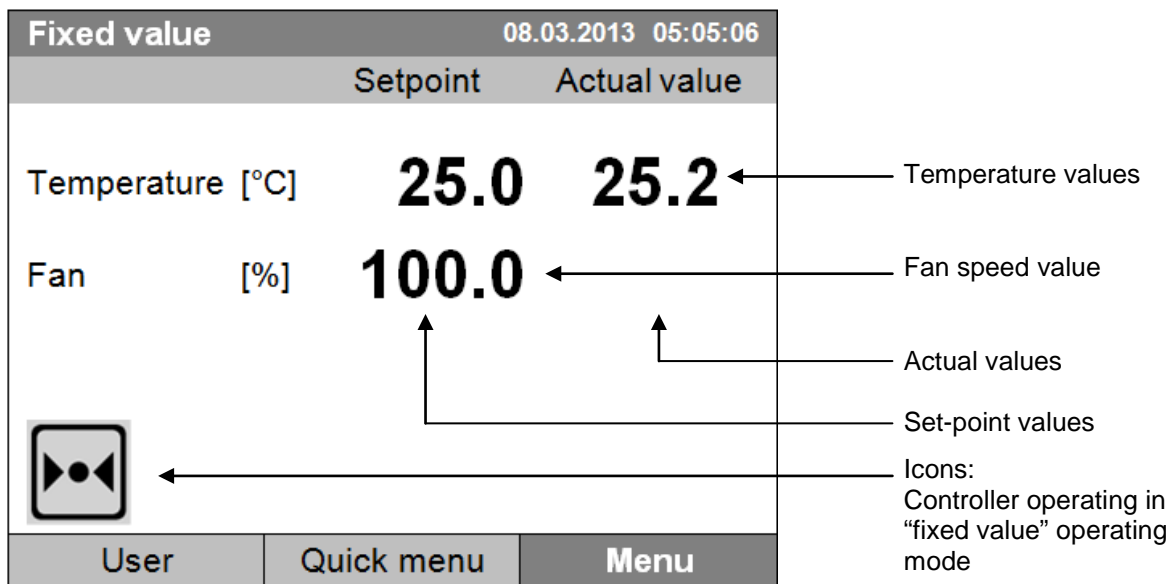 Fixed value 08.03.2013 05:05:06
Setpoint Actual value
Temperature [°C] 25.0 25.2
Fan [%] 100.0
User Quick menu Menu
Temperature values
Fan speed value
Actual values
Set-point values
Icons:
Controller operating in
“fixed value” operating
mode